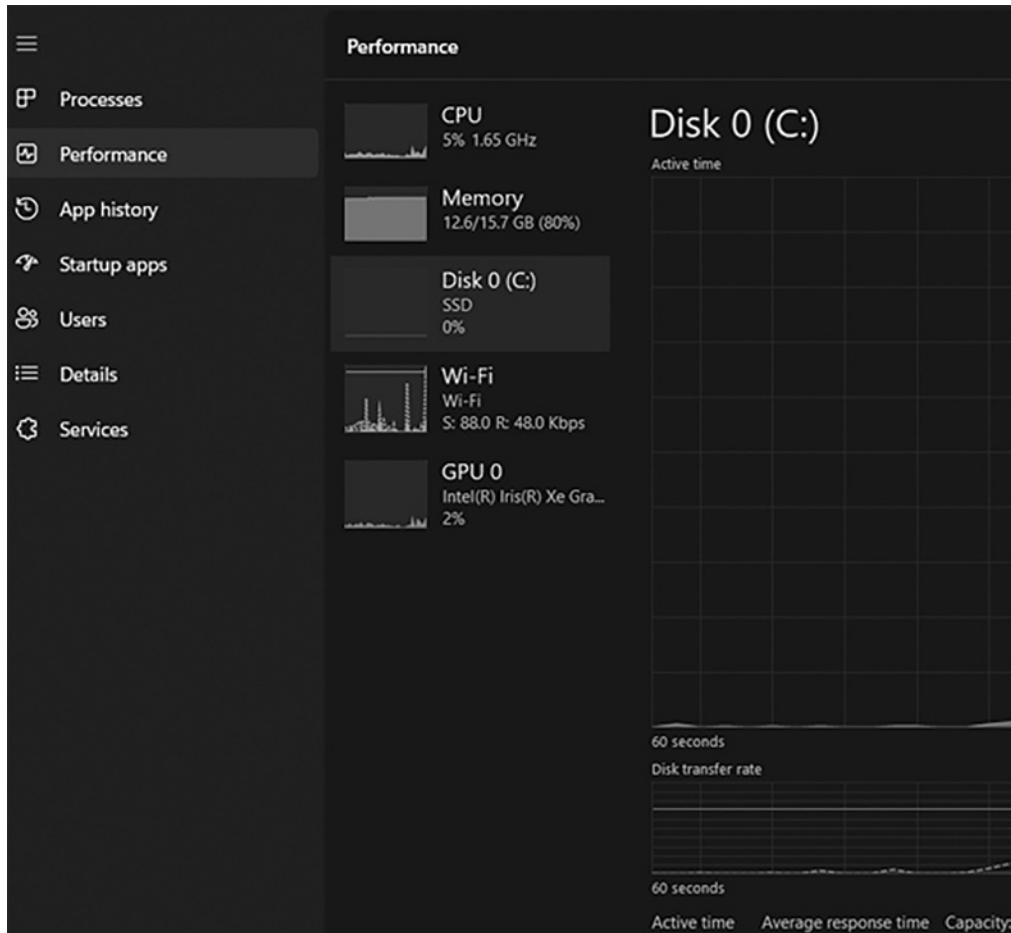 Performance
Processes
Performance
App history
Startup apps
Users
Details
Services
CPU
5% 1.65 GHz
Memory
12.6/15.7 GB (80%)
Disk 0 (C:)
SSD
0%
Wi-Fi
Wi-Fi
S: 88.0 R: 48.0 Kbps
GPU 0
Intel(R) Iris(R) Xe Gra...
2%
Disk 0 (C:)
Active time
60 seconds
Disk transfer rate
60 seconds
Active time Average response time Capacity: